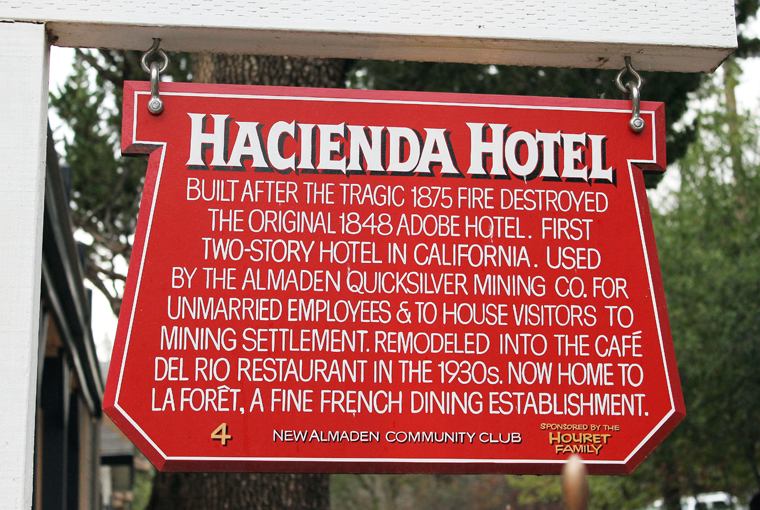 HACIENDA HOTEL
BUILT AFTER THE TRAGIC 1875 FIRE DESTROYED
THE ORIGINAL 1848 ADOBE HOTEL. FIRST
TWO-STORY HOTEL IN CALIFORNIA. USED
BY THE ALMADEN QUICKSILVER MINING CO. FOR
UNMARRIED EMPLOYEES & TO HOUSE VISITORS TO
MINING SETTLEMENT. REMODELED INTO THE CAFÉ
DEL RIO RESTAURANT IN THE 1930s. NOW HOME TO
LA FORÊT, A FINE FRENCH DINING ESTABLISHMENT.
4 NEW ALMADEN COMMUNITY CLUB
SPONSORED BY THE
HOURET
FAMILY